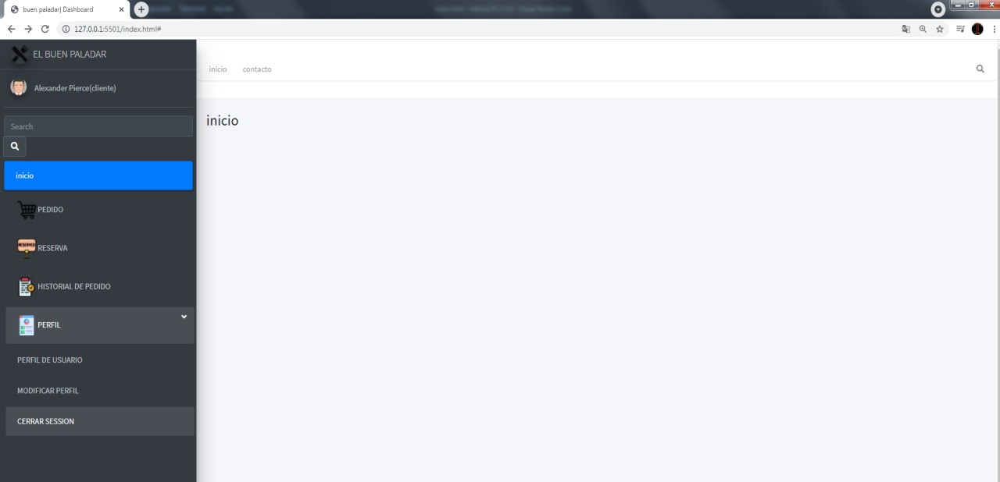 buen paladar| Dashboard
127.0.0.1:5501/index.html#
EL BUEN PALADAR
Alexander Pierce(cliente)
inicio
contacto
Search
inicio
inicio
PEDIDO
RESERVED
RESERVA
HISTORIAL DE PEDIDO
PERFIL
PERFIL DE USUARIO
MODIFICAR PERFIL
CERRAR SESSION